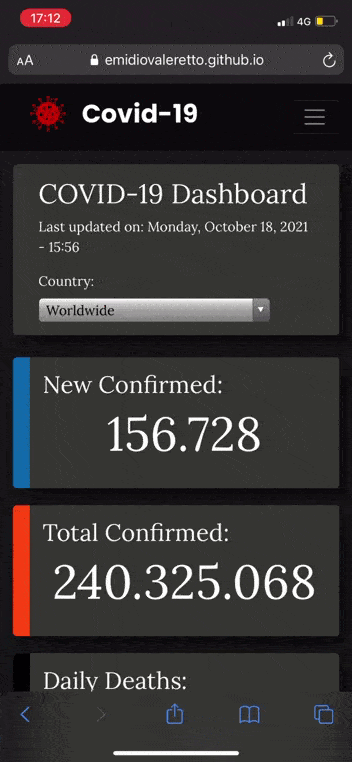 17:12
4G
AA
emidiovaleretto.github.io
Covid-19
COVID-19 Dashboard
Last updated on: Monday, October 18, 2021
- 15:56
Country:
Worldwide
New Confirmed:
156.728
Total Confirmed:
240.325.068
Daily Deaths: